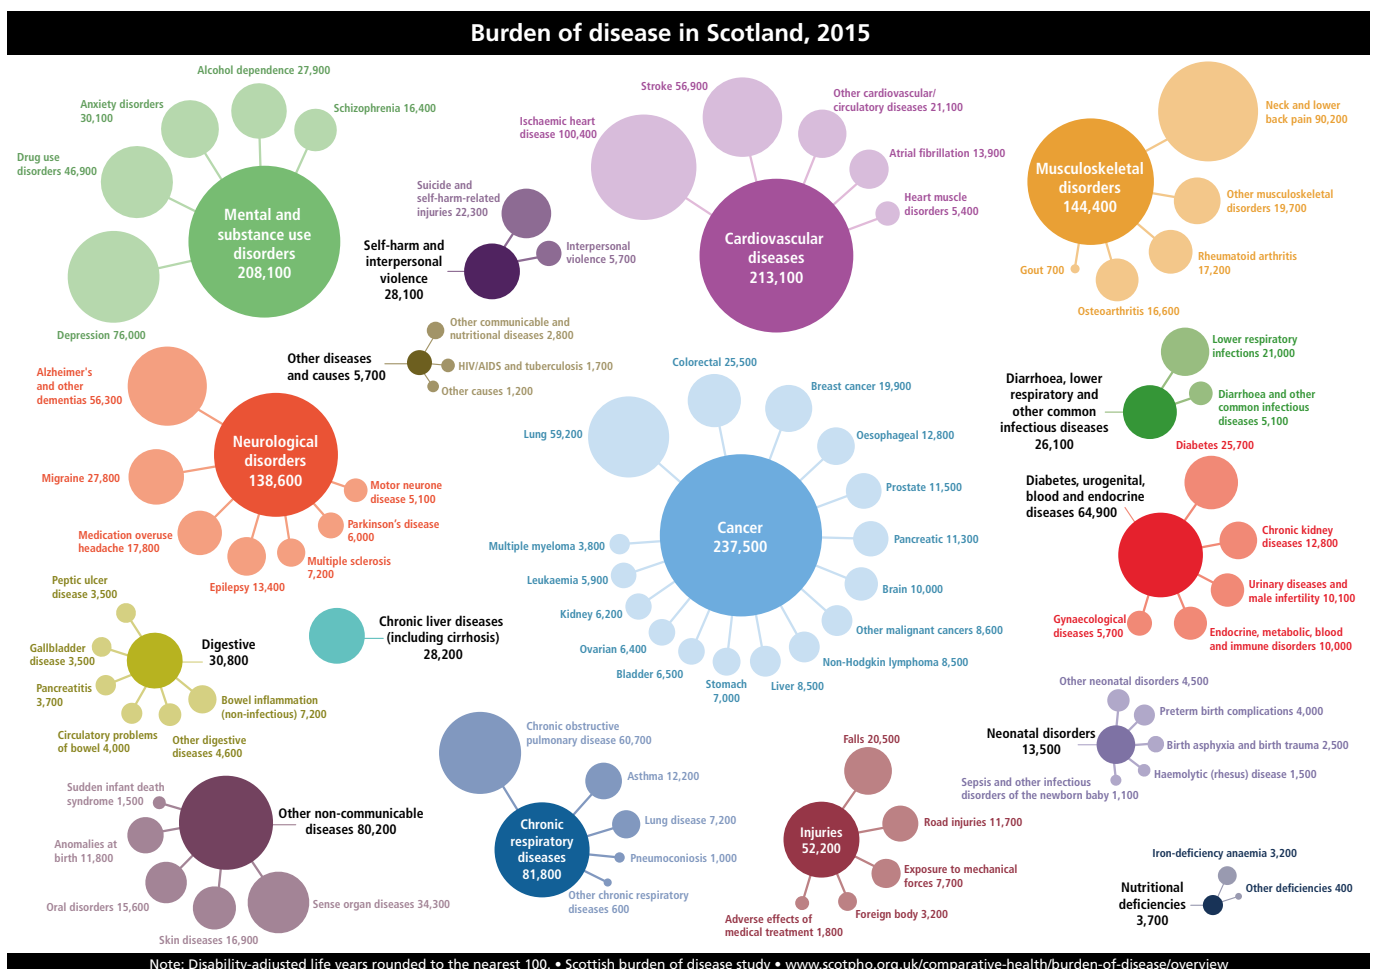 Burden of disease in Scotland, 2015
Alcohol dependence 27,900
Anxiety disorders
30,100
Schizophrenia 16,400
Drug use
disorders 46,900
Mental and
substance use
disorders
208,100
Depression 76,000
Suicide and
self-harm-related
injuries 22,300
Self-harm and
interpersonal
violence
28,100
Interpersonal
violence 5,700
Stroke 56,900
Ischaemic heart
disease 100,400
Other cardiovascular/
circulatory diseases 21,100
Atrial fibrillation 13,900
Heart muscle
disorders 5,400
Cardiovascular
diseases
213,100
Neck and lower
back pain 90,200
Musculoskeletal
disorders
144,400
Other musculoskeletal
disorders 19,700
Rheumatoid arthritis
17,200
Gout 700
Osteoarthritis 16,600
Other communicable and
nutritional diseases 2,800
Other diseases
and causes 5,700
HIV/AIDS and tuberculosis 1,700
Other causes 1,200
Lower respiratory
infections 21,000
Diarrhoea, lower
respiratory and
other common
infectious diseases
26,100
Diarrhoea and other
common infectious
diseases 5,100
Alzheimer's
and other
dementias 56,300
Neurological
disorders
138,600
Migraine 27,800
Motor neurone
disease 5,100
Parkinson's disease
6,000
Medication overuse
headache 17,800
Multiple sclerosis
7,200
Epilepsy 13,400
Colorectal 25,500
Breast cancer 19,900
Lung 59,200
Oesophageal 12,800
Prostate 11,500
Cancer
237,500
Pancreatic 11,300
Multiple myeloma 3,800
Leukaemia 5,900
Brain 10,000
Kidney 6,200
Other malignant cancers 8,600
Ovarian 6,400
Non-Hodgkin lymphoma 8,500
Bladder 6,500
Stomach
7,000
Liver 8,500
Diabetes 25,700
Diabetes, urogenital,
blood and endocrine
diseases 64,900
Chronic kidney
diseases 12,800
Urinary diseases and
male infertility 10,100
Gynaecological
diseases 5,700
Endocrine, metabolic, blood
and immune disorders 10,000
Peptic ulcer
disease 3,500
Gallbladder
disease 3,500
Digestive
30,800
Pancreatitis
3,700
Bowel inflammation
(non-infectious) 7,200
Circulatory problems
of bowel 4,000
Other digestive
diseases 4,600
Chronic liver diseases
(including cirrhosis)
28,200
Other neonatal disorders 4,500
Preterm birth complications 4,000
Neonatal disorders
13,500
Birth asphyxia and birth trauma 2,500
Haemolytic (rhesus) disease 1,500
Sepsis and other infectious
disorders of the newborn baby 1,100
Sudden infant death
syndrome 1,500
Other non-communicable
diseases 80,200
Anomalies at
birth 11,800
Oral disorders 15,600
Sense organ diseases 34,300
Skin diseases 16,900
Chronic obstructive
pulmonary disease 60,700
Asthma 12,200
Lung disease 7,200
Chronic
respiratory
diseases
81,800
Pneumoconiosis 1,000
Other chronic respiratory
diseases 600
Falls 20,500
Road injuries 11,700
Injuries
52,200
Exposure to mechanical
forces 7,700
Foreign body 3,200
Adverse effects of
medical treatment 1,800
Iron-deficiency anaemia 3,200
Nutritional
deficiencies
3,700
Other deficiencies 400
Note: Disability-adjusted life years rounded to the nearest 100. • Scottish burden of disease study • www.scotpho.org.uk/comparative-health/burden-of-disease/overview